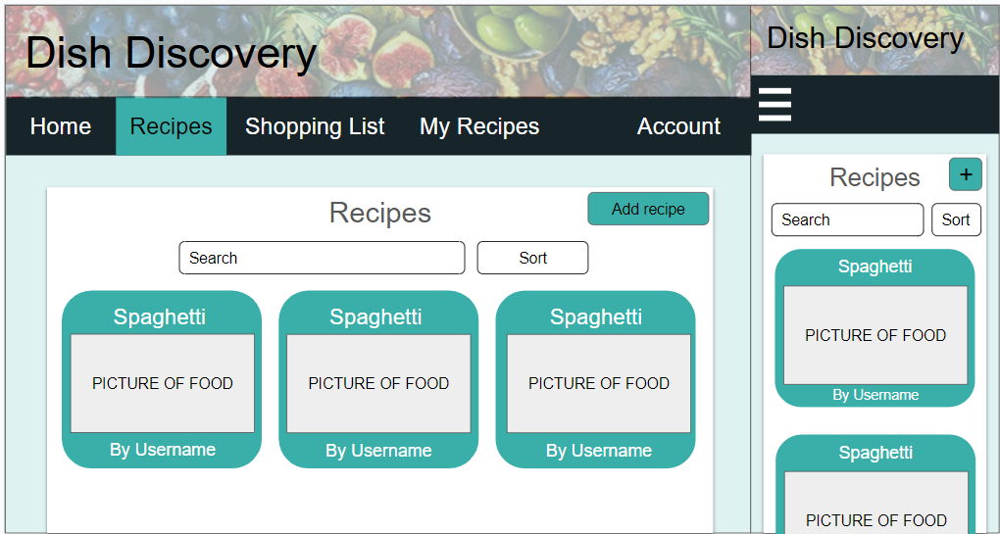 Dish Discovery
Home Recipes Shopping List My Recipes Account
Recipes
Add recipe
Search Sort
Spaghetti Spaghetti Spaghetti
PICTURE OF FOOD PICTURE OF FOOD PICTURE OF FOOD
By Username By Username By Username
Dish Discovery
Recipes +
Search Sort
Spaghetti
PICTURE OF FOOD
By Username
Spaghetti
PICTURE OF FOOD